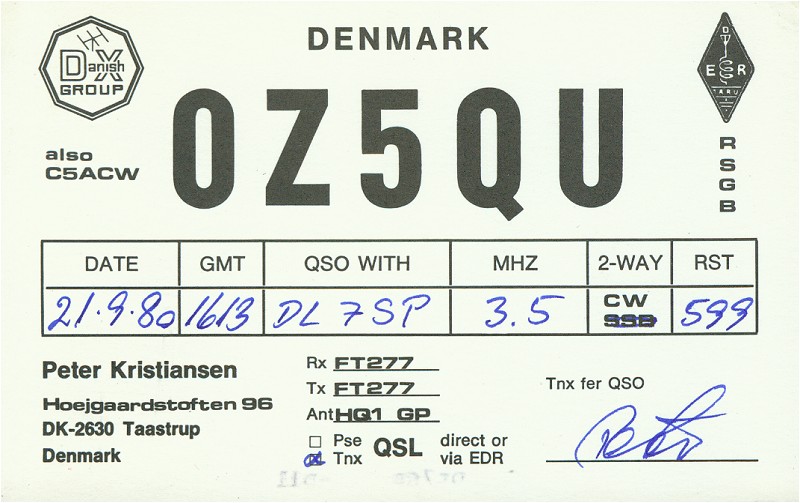 DENMARK
Danish DX
GROUP
E D R
I A R U
OZ5QU
also
C5ACW
R
S
G
B
DATE GMT QSO WITH MHZ 2-WAY RST
21.9.80 1613 DL 7SP 3.5 CW 599
SSB
Peter Kristiansen
Hoejgaardstoften 96
DK-2630 Taastrup
Denmark
Rx FT277
Tx FT277
Ant HQ1 GP
Pse QSL direct or
Tnx via EDR
Tnx fer QSO